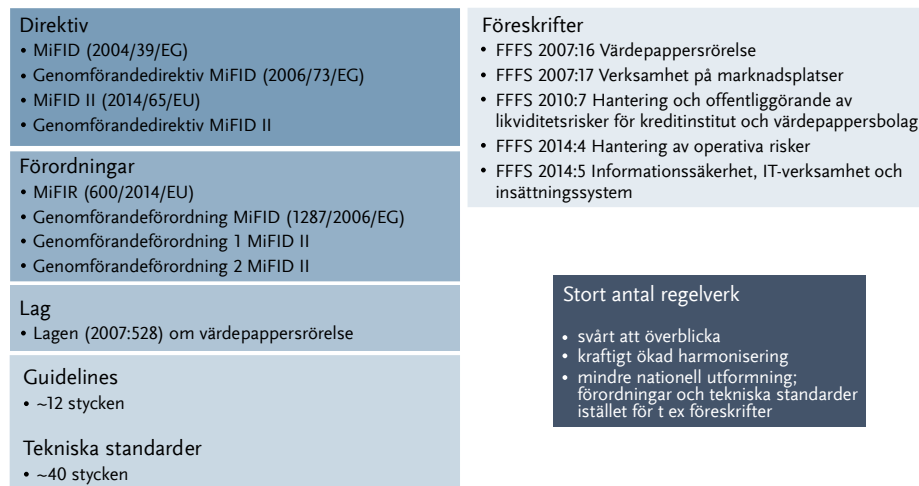 Direktiv
• MiFID (2004/39/EG)
• Genomförandedirektiv MiFID (2006/73/EG)
• MiFID II (2014/65/EU)
• Genomförandedirektiv MiFID II
Förordningar
• MiFIR (600/2014/EU)
• Genomförandeförordning MiFID (1287/2006/EG)
• Genomförandeförordning 1 MiFID II
• Genomförandeförordning 2 MiFID II
Lag
• Lagen (2007:528) om värdepappersrörelse
Guidelines
• ~12 stycken
Tekniska standarder
• ~40 stycken
Föreskrifter
• FFFS 2007:16 Värdepappersrörelse
• FFFS 2007:17 Verksamhet på marknadsplatser
• FFFS 2010:7 Hantering och offentliggörande av
likviditetsrisker för kreditinstitut och värdepappersbolag
• FFFS 2014:4 Hantering av operativa risker
• FFFS 2014:5 Informationssäkerhet, IT-verksamhet och
insättningssystem
Stort antal regelverk
• svårt att överblicka
• kraftigt ökad harmonisering
• mindre nationell utformning;
förordningar och tekniska standarder
istället för t ex föreskrifter